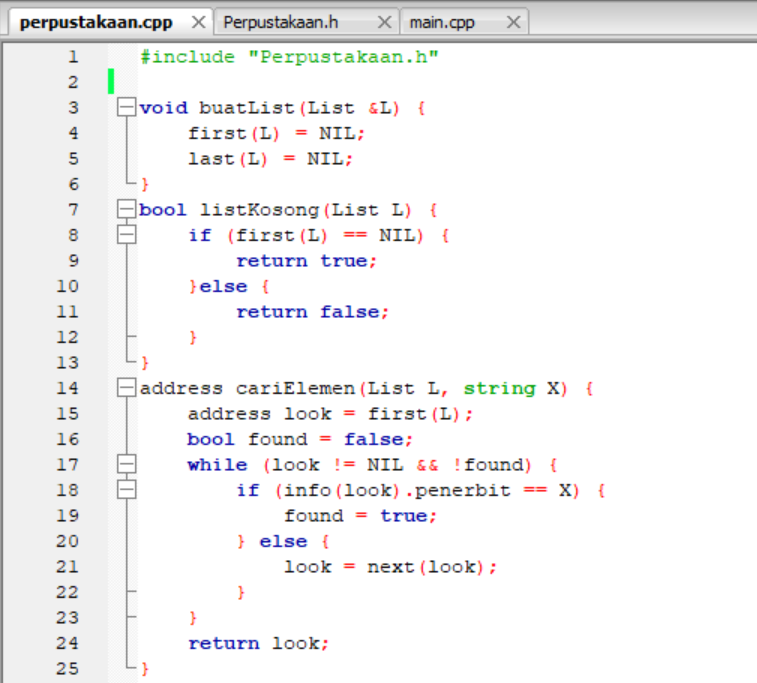 perpustakaan.cpp Perpustakaan.h main.cpp
1 #include "Perpustakaan.h"
2
3 void buatList(List &L) {
4 first(L) = NIL;
5 last(L) = NIL;
6 }
7 bool listKosong(List L) {
8 if (first(L) == NIL) {
9 return true;
10 }else {
11 return false;
12 }
13 }
14 address cariElemen(List L, string X) {
15 address look = first(L);
16 bool found = false;
17 while (look != NIL && !found) {
18 if (info(look).penerbit == X) {
19 found = true;
20 } else {
21 look = next(look);
22 }
23 }
24 return look;
25 }